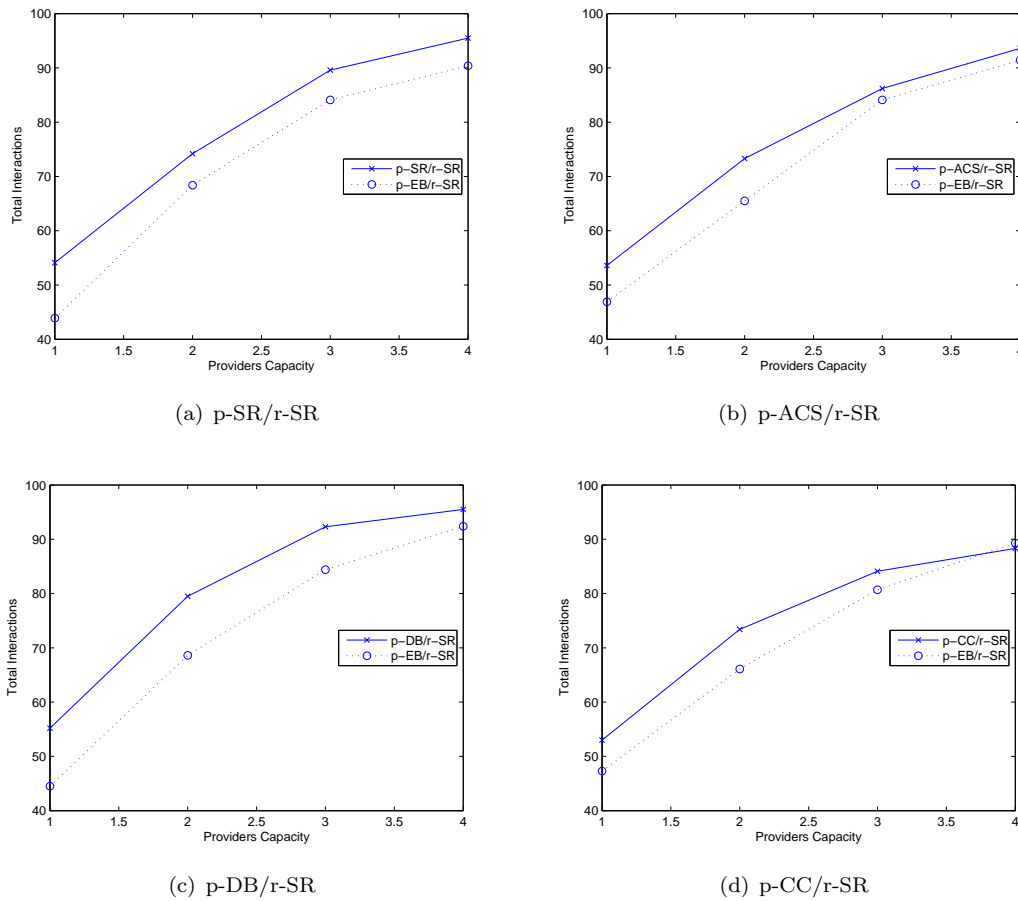 100
90
80
70
60
50
40
Total Interactions
p-SR/r-SR
p-EB/r-SR
1 1.5 2 2.5 3 3.5 4
Providers Capacity
(a) p-SR/r-SR
100
90
80
70
60
50
40
Total Interactions
p-ACS/r-SR
p-EB/r-SR
1 1.5 2 2.5 3 3.5 4
Providers Capacity
(b) p-ACS/r-SR
100
90
80
70
60
50
40
Total Interactions
p-DB/r-SR
p-EB/r-SR
1 1.5 2 2.5 3 3.5 4
Providers Capacity
(c) p-DB/r-SR
100
90
80
70
60
50
40
Total Interactions
p-CC/r-SR
p-EB/r-SR
1 1.5 2 2.5 3 3.5 4
Providers Capacity
(d) p-CC/r-SR